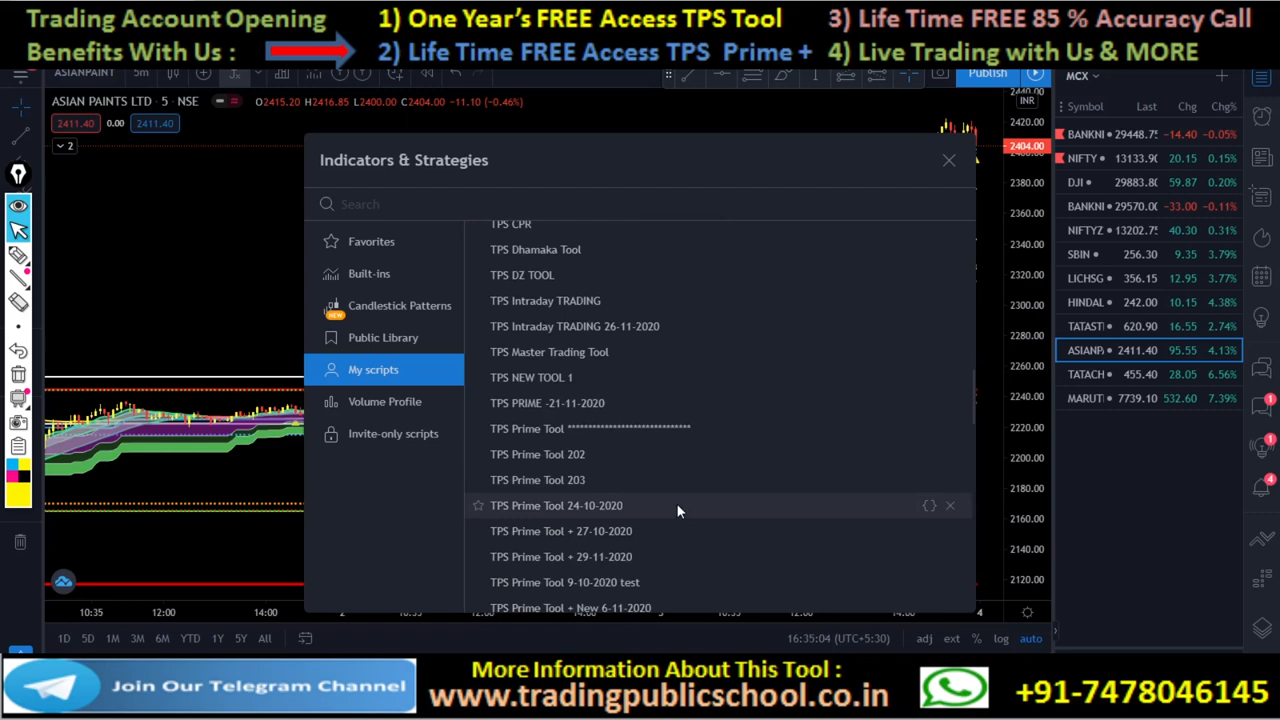 Trading Account Opening
Benefits With Us :
1) One Year's FREE Access TPS Tool
2) Life Time FREE Access TPS Prime +
3) Life Time FREE 85 % Accuracy Call
4) Live Trading with Us & MORE
ASIANPAINT 5m
Publish
MCX
ASIAN PAINTS LTD · 5 · NSE
O2415.20 H2416.85 L2400.00 C2404.00 -11.10 (-0.46%)
2411.40 0.00 2411.40
2
INR
Indicators & Strategies
Search
Favorites
Built-ins
Candlestick Patterns
NEW
Public Library
My scripts
Volume Profile
Invite-only scripts
TPS CPR
TPS Dhamaka Tool
TPS DZ TOOL
TPS Intraday TRADING
TPS Intraday TRADING 26-11-2020
TPS Master Trading Tool
TPS NEW TOOL 1
TPS PRIME -21-11-2020
TPS Prime Tool ******************************
TPS Prime Tool 202
TPS Prime Tool 203
TPS Prime Tool 24-10-2020
TPS Prime Tool + 27-10-2020
TPS Prime Tool + 29-11-2020
TPS Prime Tool 9-10-2020 test
TPS Prime Tool + New 6-11-2020
2440.00
2420.00
2404.00
2380.00
2360.00
2340.00
2320.00
2300.00
2280.00
2260.00
2240.00
2220.00
2200.00
2180.00
2160.00
2140.00
2120.00
Symbol Last Chg Chg%
BANKNI 29448.75 -14.40 -0.05%
NIFTY 13133.90 20.15 0.15%
DJI 29883.80 59.87 0.20%
BANKNI 29570.00 -33.00 -0.11%
NIFTYZ 13202.75 40.30 0.31%
SBIN 256.30 9.35 3.79%
LICHSG 356.15 12.95 3.77%
HINDAL 242.00 10.15 4.38%
TATAST 620.90 16.55 2.74%
ASIANP 2411.40 95.55 4.13%
TATACH 455.40 28.05 6.56%
MARUT 7739.10 532.60 7.39%
1
1
4
10:35 12:00 14:00 2 14:00 4
1D 5D 1M 3M 6M YTD 1Y 5Y All
16:35:04 (UTC+5:30) adj ext % log auto
Join Our Telegram Channel
More Information About This Tool :
www.tradingpublicschool.co.in
+91-7478046145